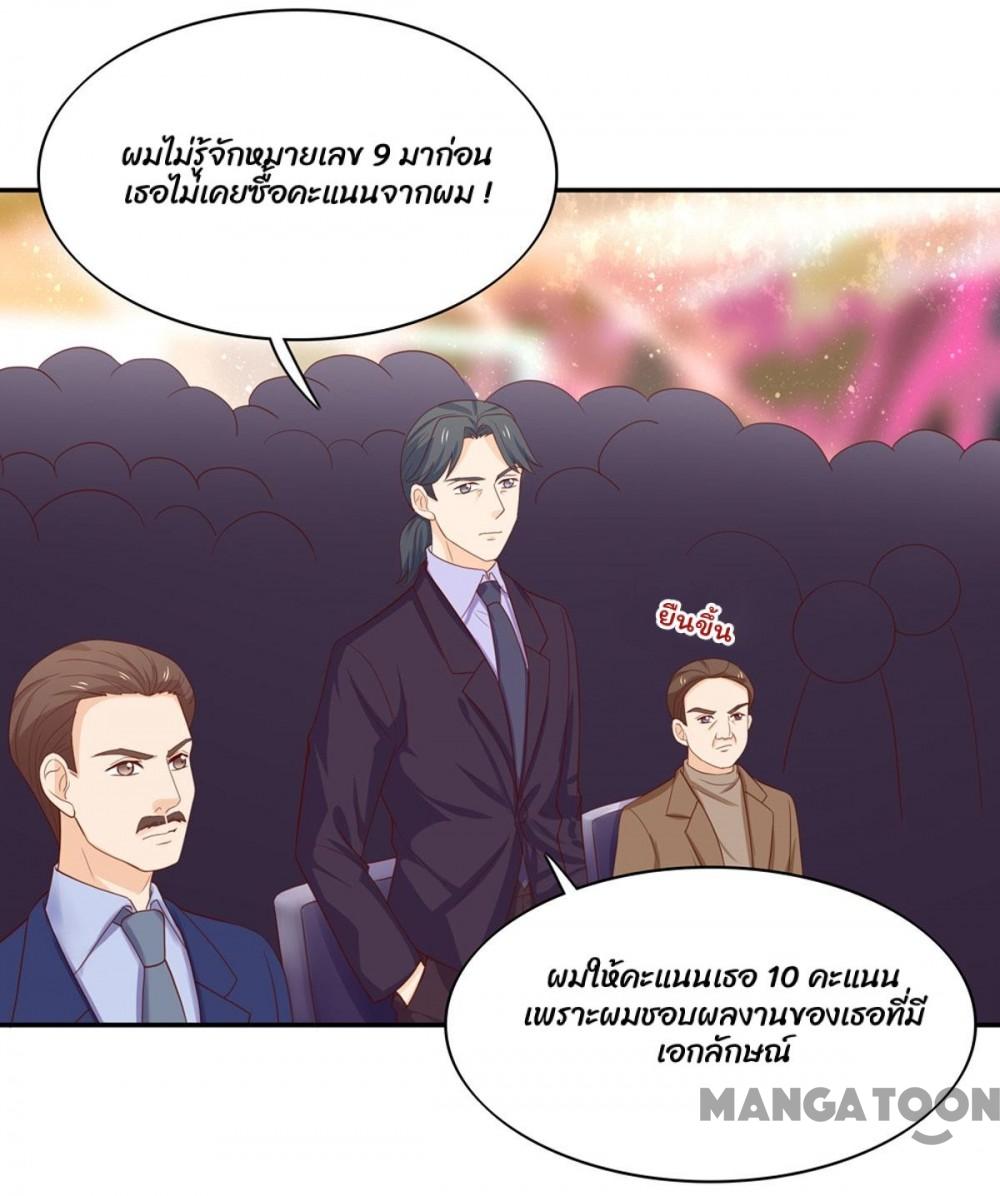 ผมไม่รู้จักหมายเลข 9 มาก่อน
เธอไม่เคยซื้อคะแนนจากผม !
ยืนขึ้น
ผมให้คะแนนเธอ 10 คะแนน
เพราะผมชอบผลงานของเธอที่มี
เอกลักษณ์
MANGATOON